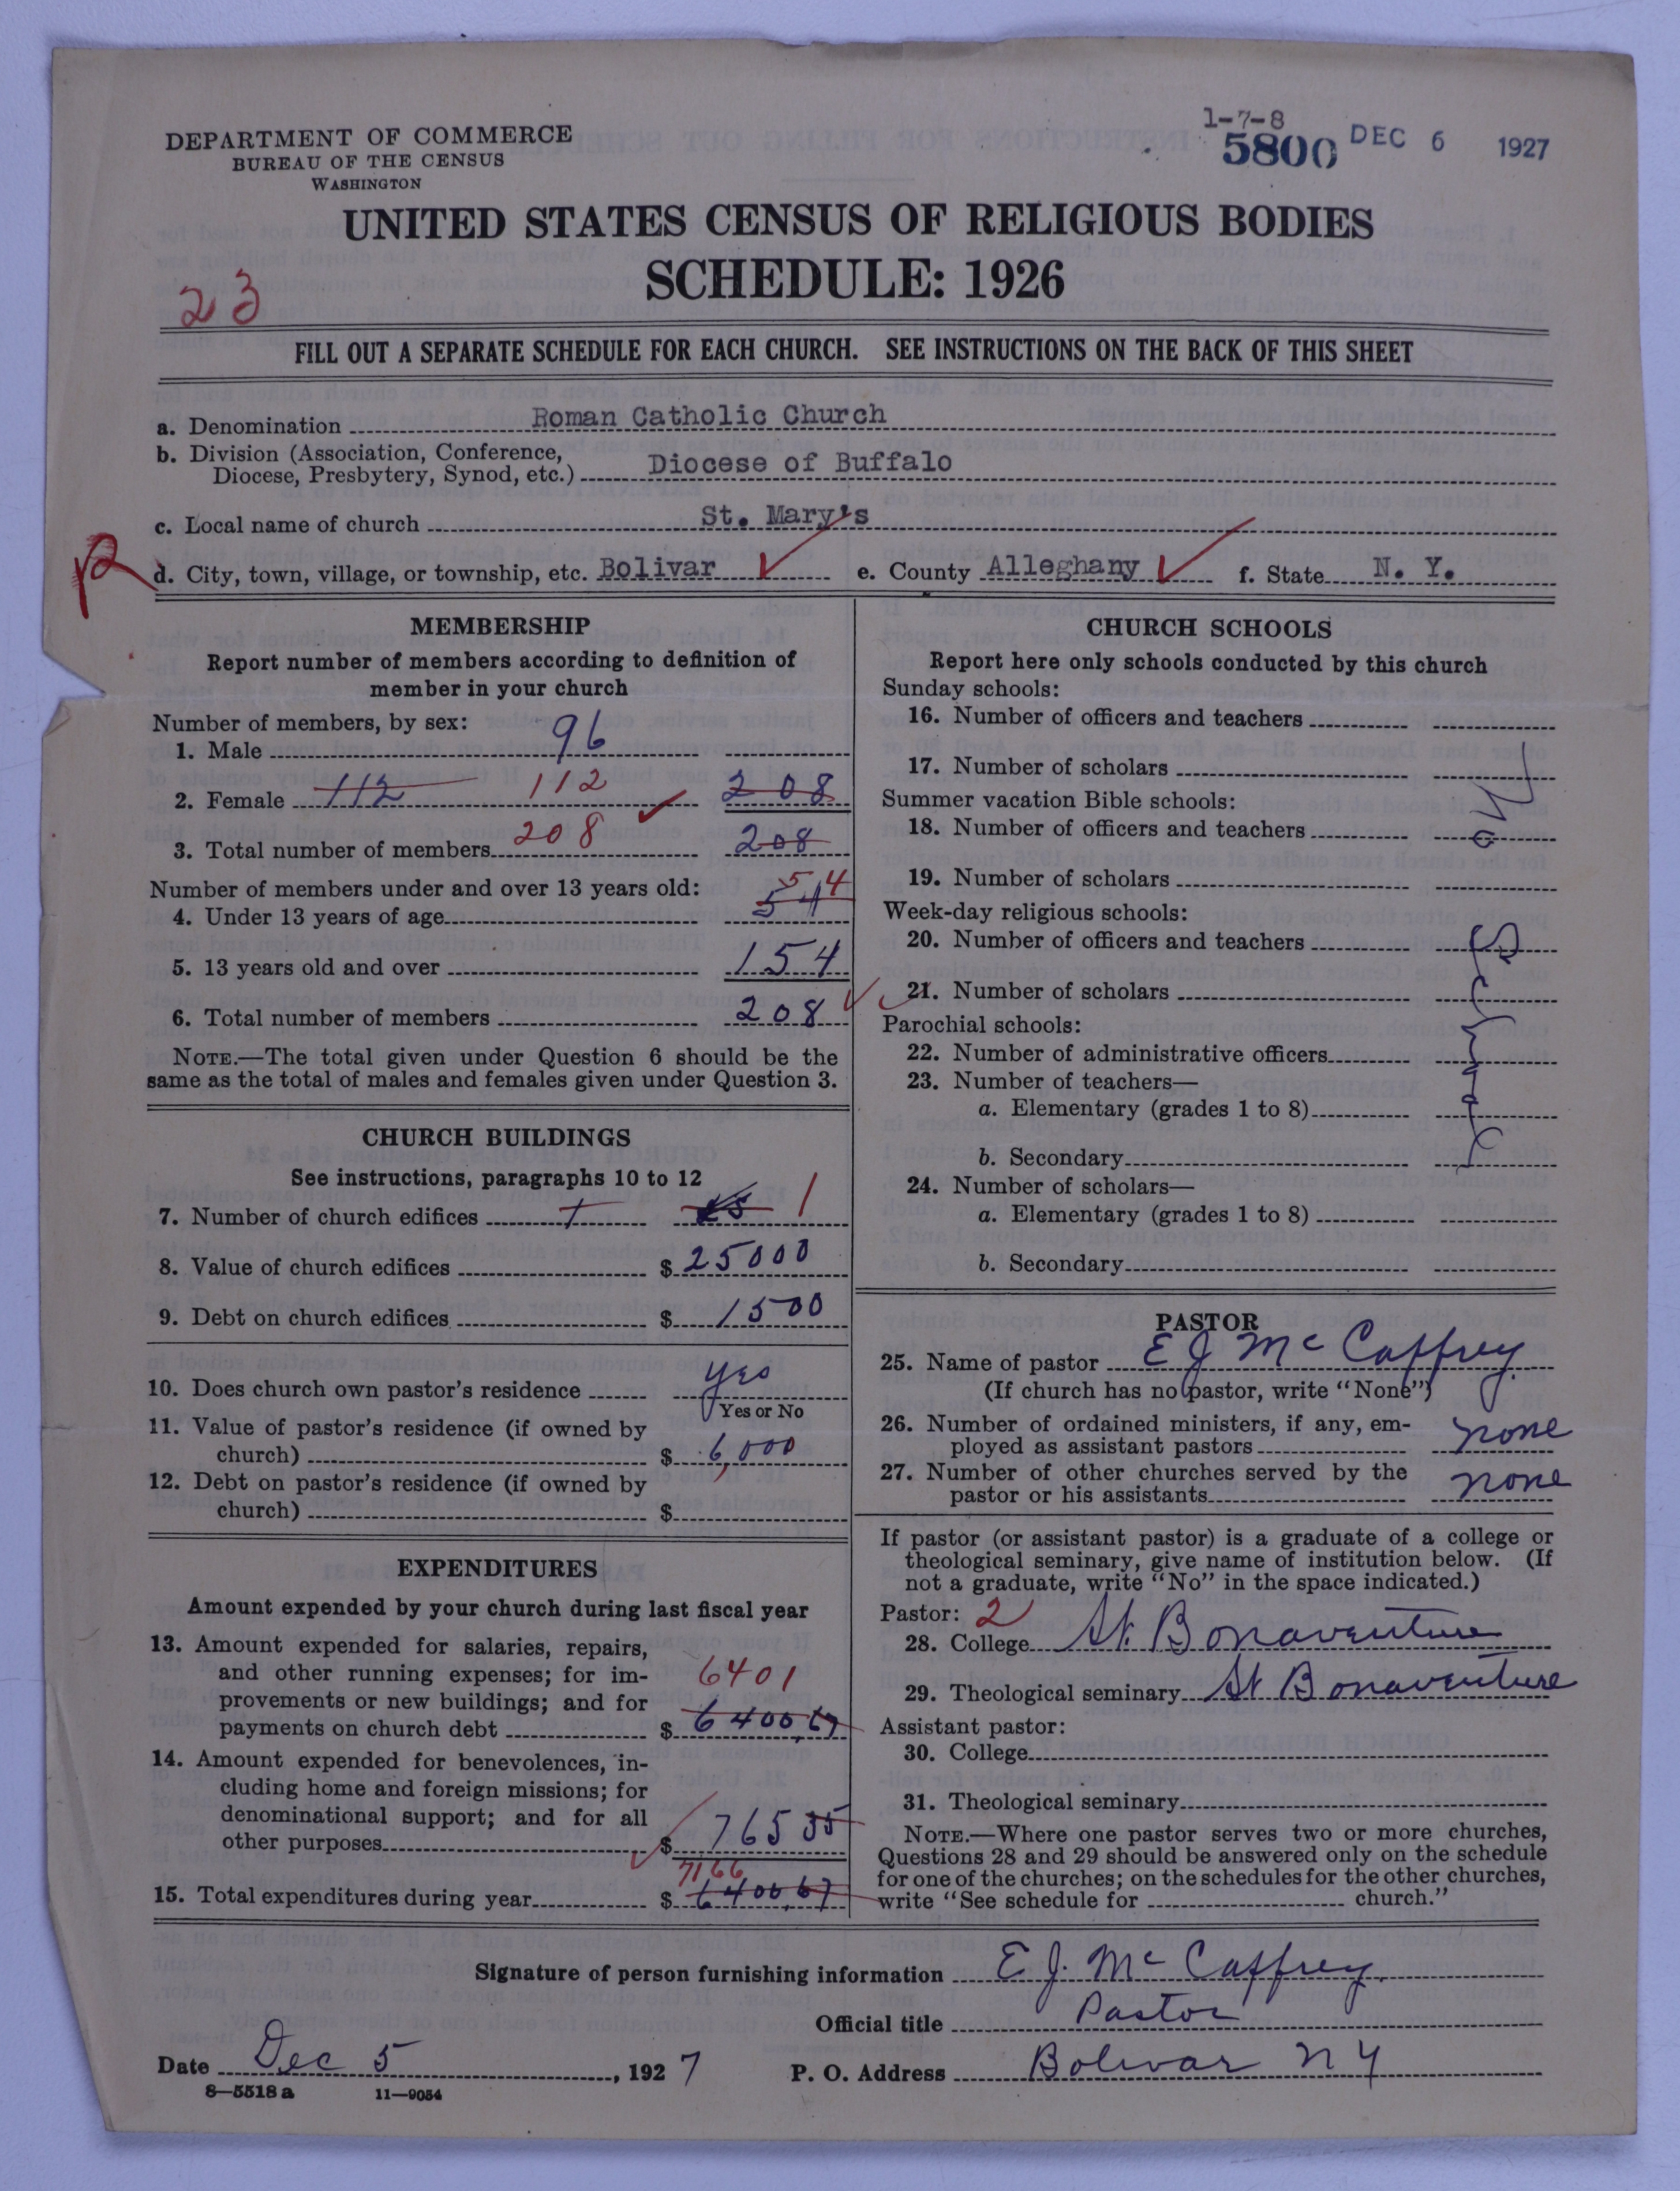 1-7-8
5800 DEC 6 1927
DEPARTMENT OF COMMERCE
BUREAU OF THE CENSUS
WASHINGTON
UNITED STATES CENSUS OF RELIGIOUS BODIES
SCHEDULE: 1926
23
FILL OUT A SEPARATE SCHEDULE FOR EACH CHURCH. SEE INSTRUCTIONS ON THE BACK OF THIS SHEET
a. Denomination Roman Catholic Church
b. Division (Association, Conference,
Diocese, Presbytery, Synod, etc.) Diocese of Buffalo
c. Local name of church St. Mary's
d. City, town, village, or township, etc. Bolivar e. County Alleghany f. State N. Y.
MEMBERSHIP
Report number of members according to definition of
member in your church
Number of members, by sex:
1. Male 96
2. Female 112 112 208
3. Total number of members 208 208
Number of members under and over 13 years old:
4. Under 13 years of age 54 54
5. 13 years old and over 154
6. Total number of members 208
NOTE.—The total given under Question 6 should be the
same as the total of males and females given under Question 3.
CHURCH BUILDINGS
See instructions, paragraphs 10 to 12
7. Number of church edifices 1 1
8. Value of church edifices $ 25000
9. Debt on church edifices $ 1500
10. Does church own pastor's residence yes
Yes or No
11. Value of pastor's residence (if owned by
church) $ 6,000
12. Debt on pastor's residence (if owned by
church) $
EXPENDITURES
Amount expended by your church during last fiscal year
13. Amount expended for salaries, repairs,
and other running expenses; for im- 6401
provements or new buildings; and for
payments on church debt $ 6400,67
14. Amount expended for benevolences, in-
cluding home and foreign missions; for
denominational support; and for all
other purposes $ 765 35
7166
15. Total expenditures during year $ 6400,67
CHURCH SCHOOLS
Report here only schools conducted by this church
Sunday schools:
16. Number of officers and teachers
17. Number of scholars
Summer vacation Bible schools:
18. Number of officers and teachers
19. Number of scholars
Week-day religious schools:
20. Number of officers and teachers
21. Number of scholars
Parochial schools:
22. Number of administrative officers
23. Number of teachers—
a. Elementary (grades 1 to 8)
b. Secondary
24. Number of scholars—
a. Elementary (grades 1 to 8)
b. Secondary
PASTOR
25. Name of pastor E J McCaffrey
(If church has no pastor, write "None")
26. Number of ordained ministers, if any, em-
ployed as assistant pastors none
27. Number of other churches served by the
pastor or his assistants none
If pastor (or assistant pastor) is a graduate of a college or
theological seminary, give name of institution below. (If
not a graduate, write "No" in the space indicated.)
Pastor: 2
28. College St. Bonaventure
29. Theological seminary St Bonaventure
Assistant pastor:
30. College
31. Theological seminary
NOTE.—Where one pastor serves two or more churches,
Questions 28 and 29 should be answered only on the schedule
for one of the churches; on the schedules for the other churches,
write "See schedule for church."
Signature of person furnishing information E J. McCaffrey
Official title Pastor
Date Dec 5, 1927 P. O. Address Bolivar NY
8—5518 a 11—9054